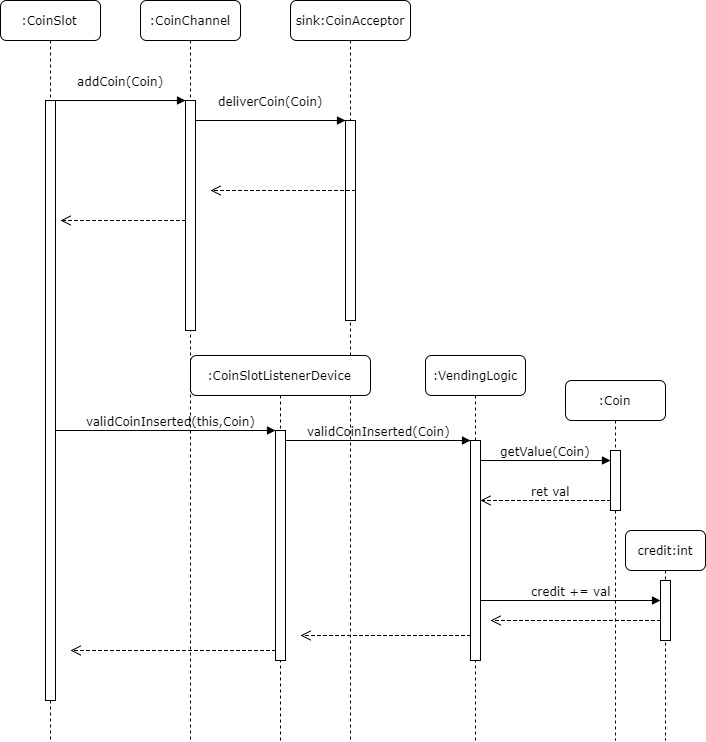 :CoinSlot
:CoinChannel
sink:CoinAcceptor
addCoin(Coin)
deliverCoin(Coin)
:CoinSlotListenerDevice
:VendingLogic
:Coin
validCoinInserted(this,Coin)
validCoinInserted(Coin)
getValue(Coin)
ret val
credit:int
credit += val